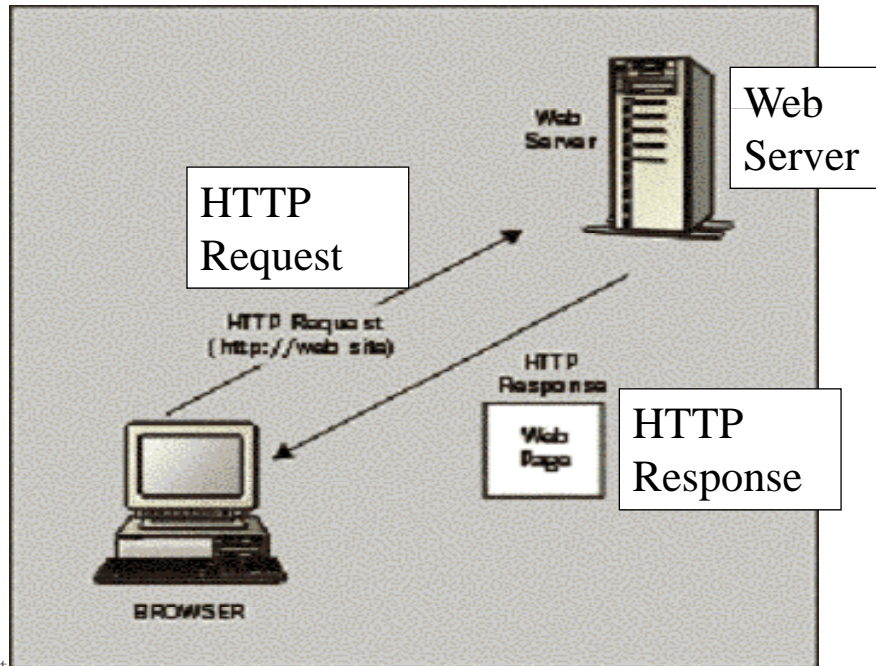 Web
Server
Web
Server
HTTP
Request
HTTP Request
(http://web site)
HTTP
Response
Web
Page
HTTP
Response
BROWSER
t